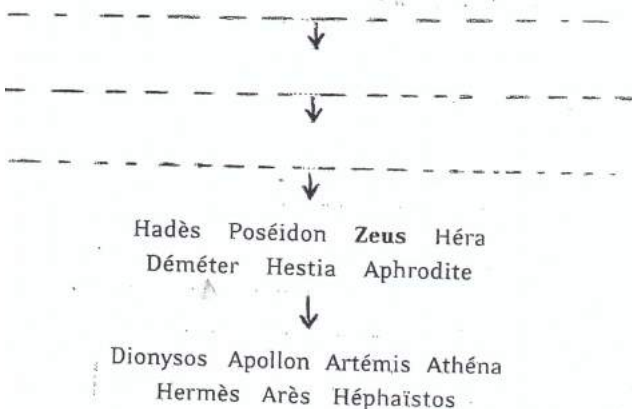 Hadès Poséidon Zeus Héra
Déméter Hestia Aphrodite
Dionysos Apollon Artémis Athéna
Hermès Arès Héphaïstos